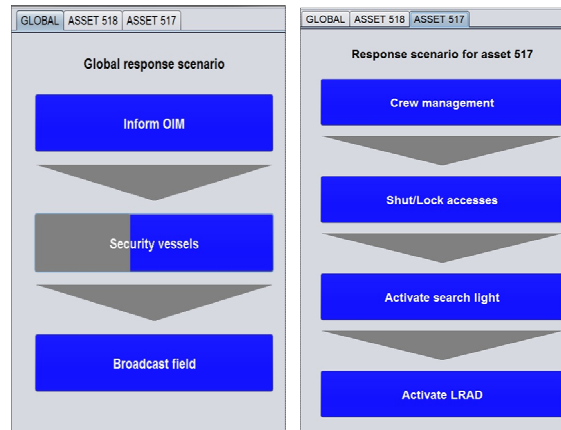 GLOBAL ASSET 518 ASSET 517
Global response scenario
Inform OIM
Security vessels
Broadcast field
GLOBAL ASSET 518 ASSET 517
Response scenario for asset 517
Crew management
Shut/Lock accesses
Activate search light
Activate LRAD